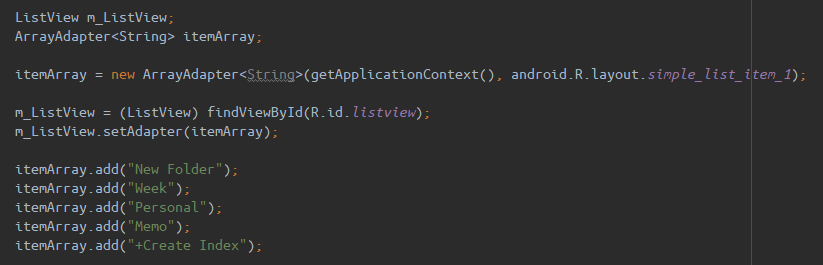 ListView m_ListView;
ArrayAdapter<String> itemArray;
itemArray = new ArrayAdapter<String>(getApplicationContext(), android.R.layout.simple_list_item_1);
m_ListView = (ListView) findViewById(R.id.listview);
m_ListView.setAdapter(itemArray);
itemArray.add("New Folder");
itemArray.add("Week");
itemArray.add("Personal");
itemArray.add("Memo");
itemArray.add("+Create Index");